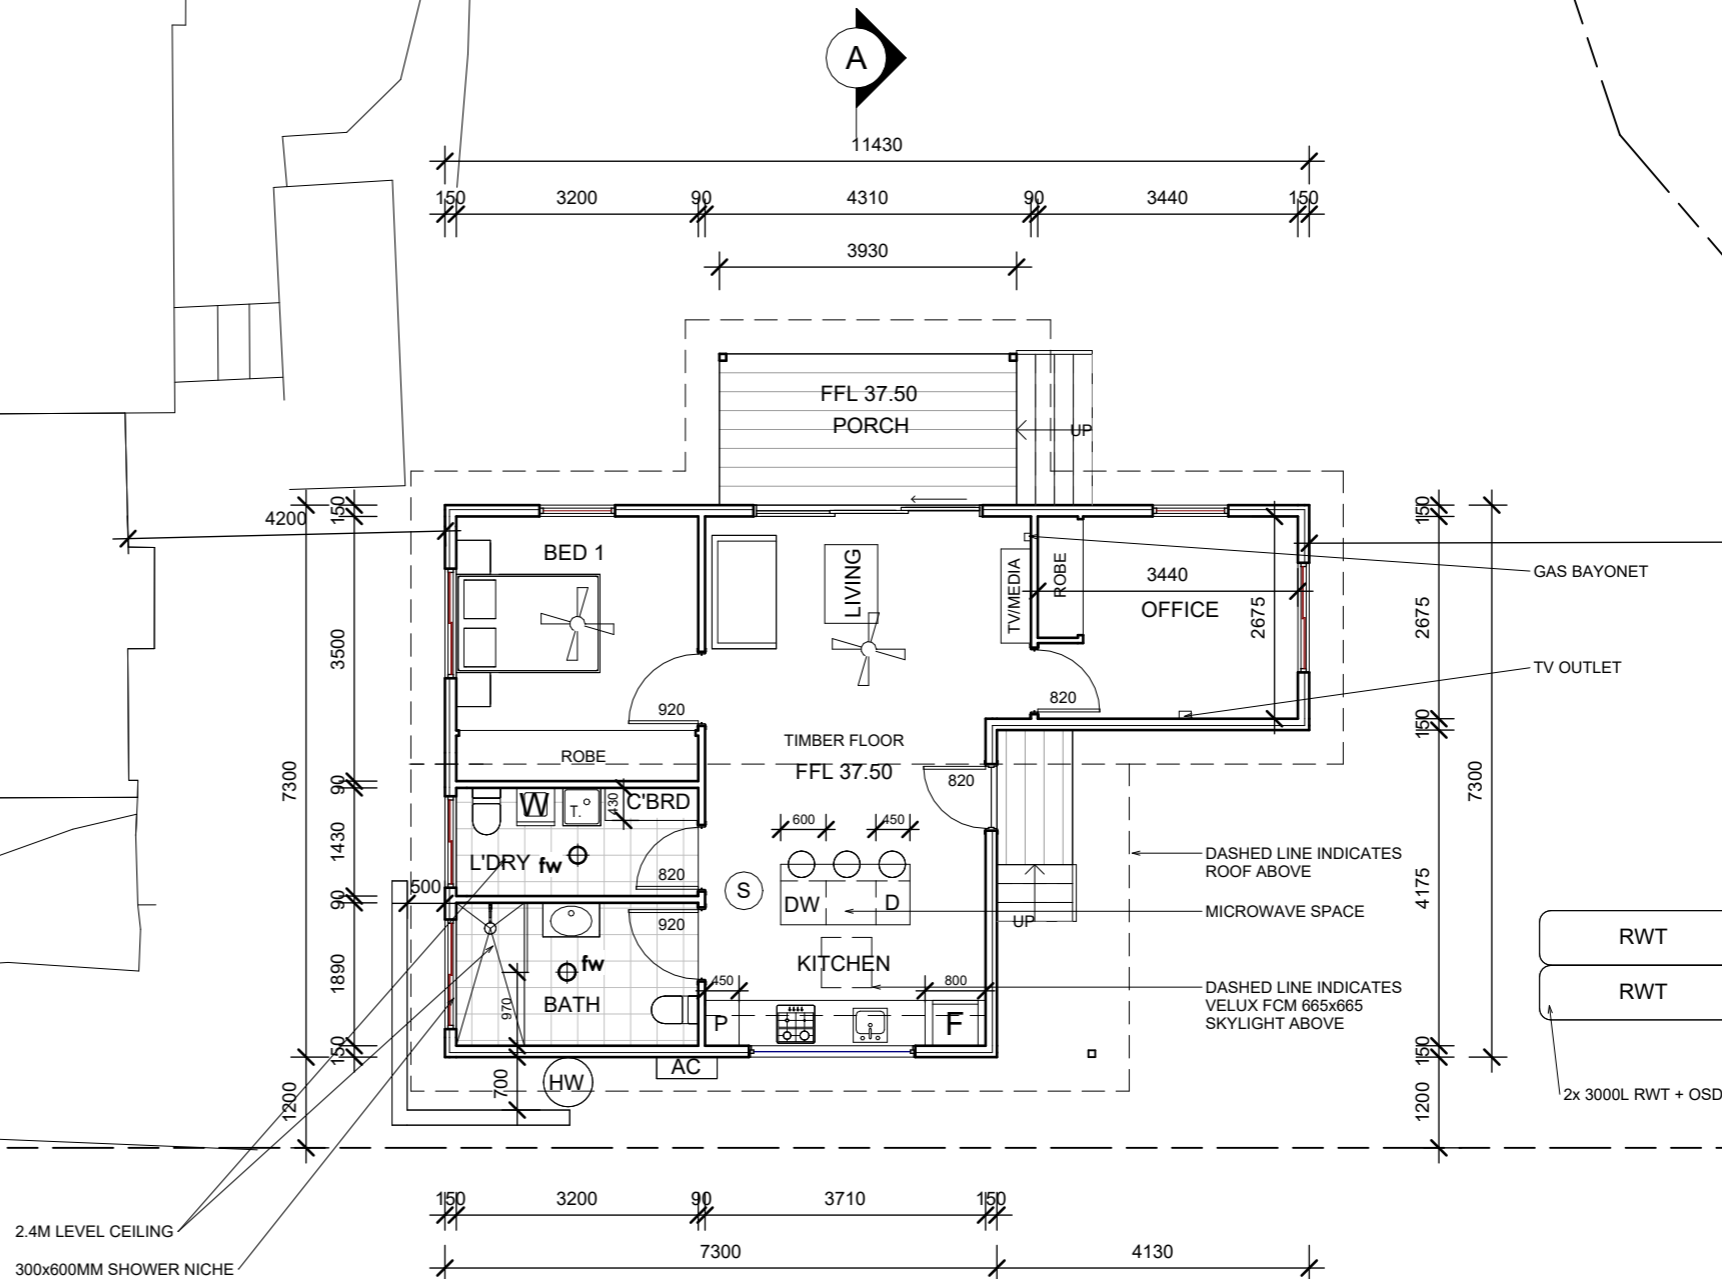 A
11430
150 3200 90 4310 90 3440 150
3930
FFL 37.50
PORCH
UP
4200
150
3500
90
1430
90
1890
150
7300
1200
BED 1
LIVING
TV/MEDIA
ROBE
3440
OFFICE
2675
920
820
ROBE
TIMBER FLOOR
FFL 37.50
820
W
T.
430
C'BRD
L'DRY
fw
820
500
600
450
S
DW
D
UP
920
fw
BATH
970
KITCHEN
450
800
P
F
HW
AC
700
150
2675
150
4175
150
1200
7300
GAS BAYONET
TV OUTLET
DASHED LINE INDICATES
ROOF ABOVE
MICROWAVE SPACE
DASHED LINE INDICATES
VELUX FCM 665x665
SKYLIGHT ABOVE
RWT
RWT
2x 3000L RWT + OSD
2.4M LEVEL CEILING
300x600MM SHOWER NICHE
150 3200 90 3710 150
7300 4130